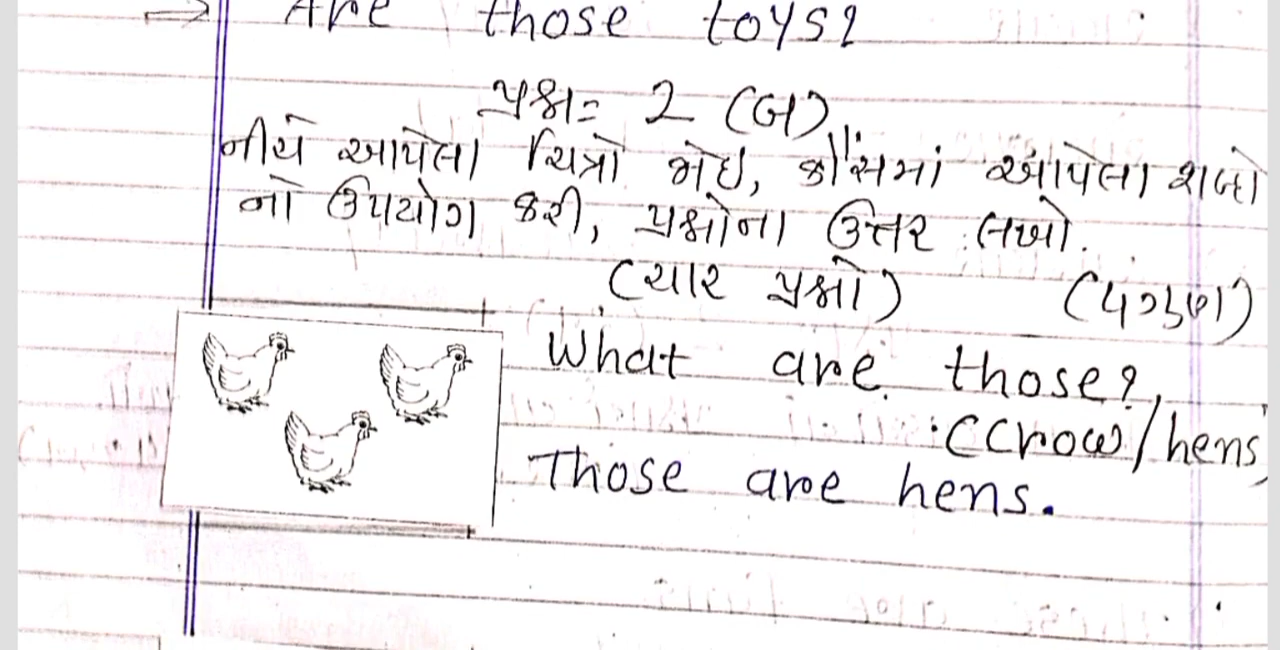 → Are those toys?
પ્રશ્ન= 2 (બ)
નીચે આપેલા ચિત્રો જોઇ, કૌંસમાં આપેલા શબ્દો
નો ઉપયોગ કરી, પ્રશ્નોના ઉત્તર લખો.
(ચાર પ્રશ્નો) (૫ગુણ)
What are those?
(Crow/hens)
Those are hens.